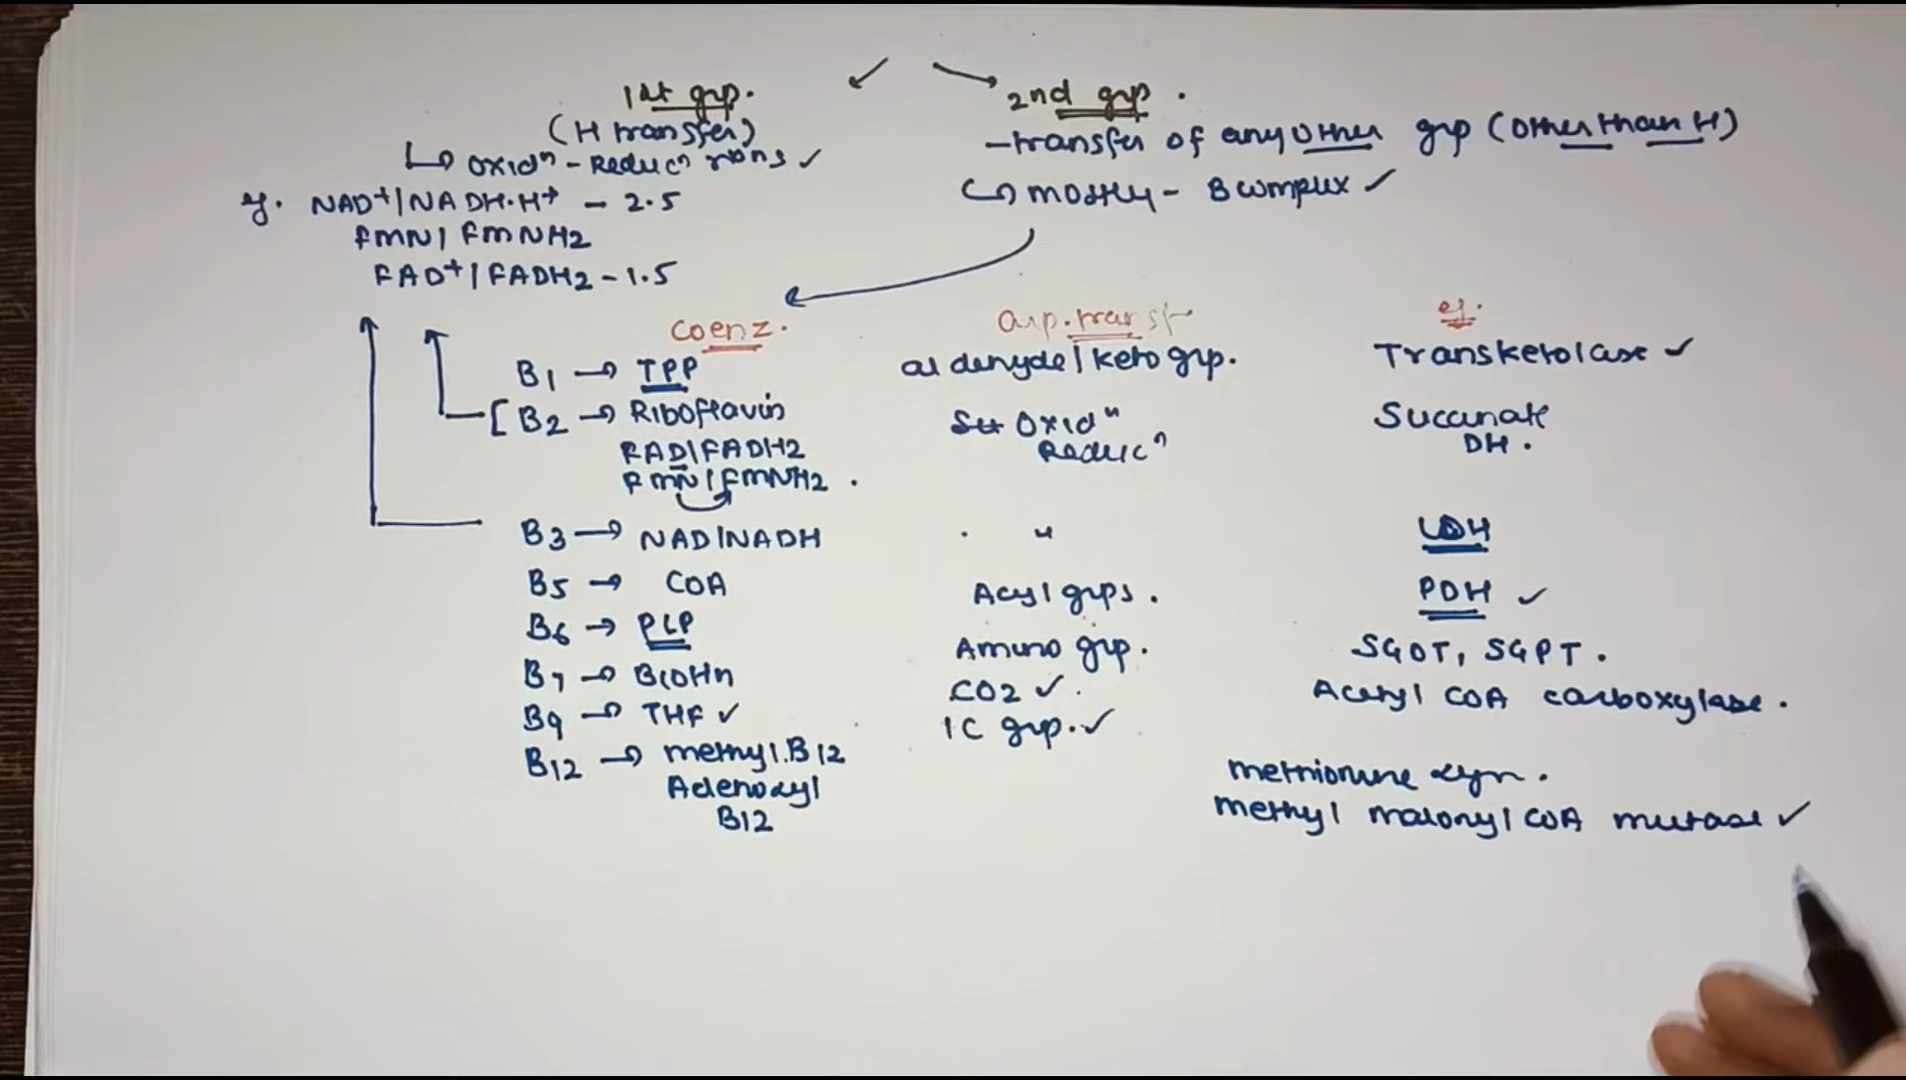 1st grp.
(H transfer)
↳ oxidⁿ - Reducⁿ rxns ✓
eg. NAD+/NADH.H+ - 2.5
FMN/FMNH2
FAD+/FADH2 - 1.5
2nd grp.
- transfer of any other grp (other than H)
↳ mostly - B complex ✓
coenz. grp. transf eg.
B1 → TPP aldehyde/keto grp. Transketolase ✓
[B2 → Riboflavin Oxidⁿ Succinate
FAD/FADH2 Reducⁿ DH.
FMN/FMNH2.
B3 → NAD/NADH " LDH
B5 → COA Acyl grps. PDH ✓
B6 → PLP Amino grp. SGOT, SGPT.
B7 → Biotin CO2 ✓. Acetyl COA carboxylase.
B9 → THF ✓ 1C grp. ✓
B12 → methyl.B12 methionine syn.
Adenosyl methyl malonyl COA mutase ✓
B12